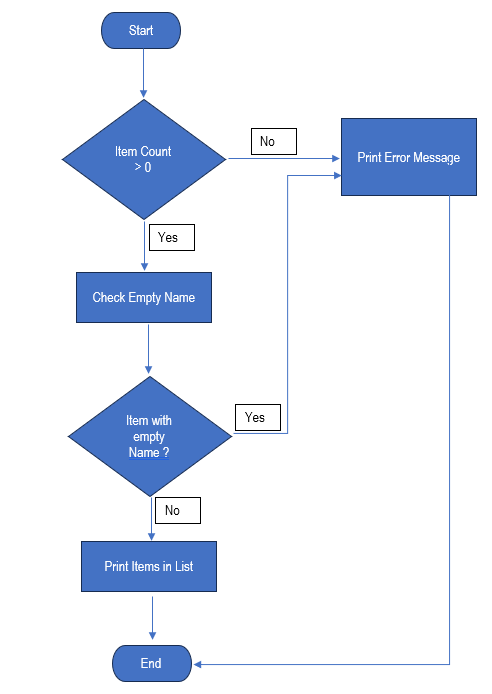 Start
Item Count
> 0
No
Print Error Message
Yes
Check Empty Name
Item with
empty
Name ?
Yes
No
Print Items in List
End